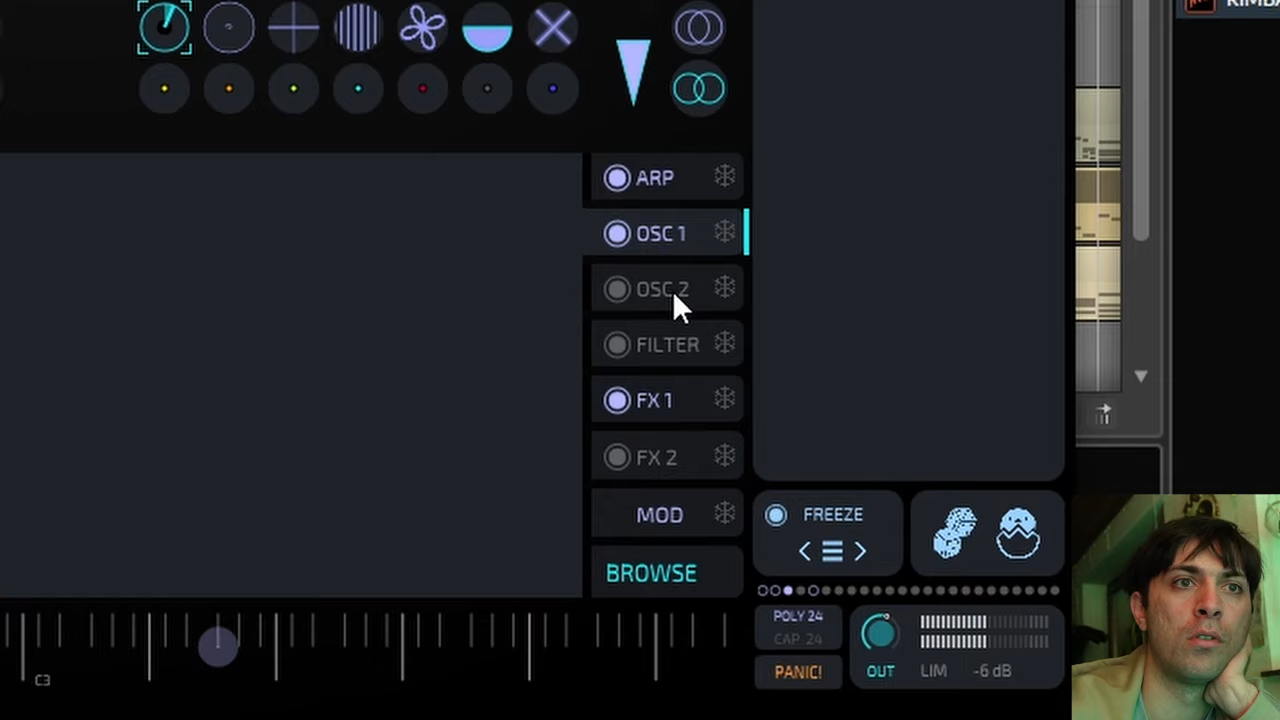 ARP
OSC 1
OSC 2
FILTER
FX 1
FX 2
MOD
BROWSE
FREEZE
POLY 24
CAP 24
PANIC!
OUT
LIM
-6 dB
C3